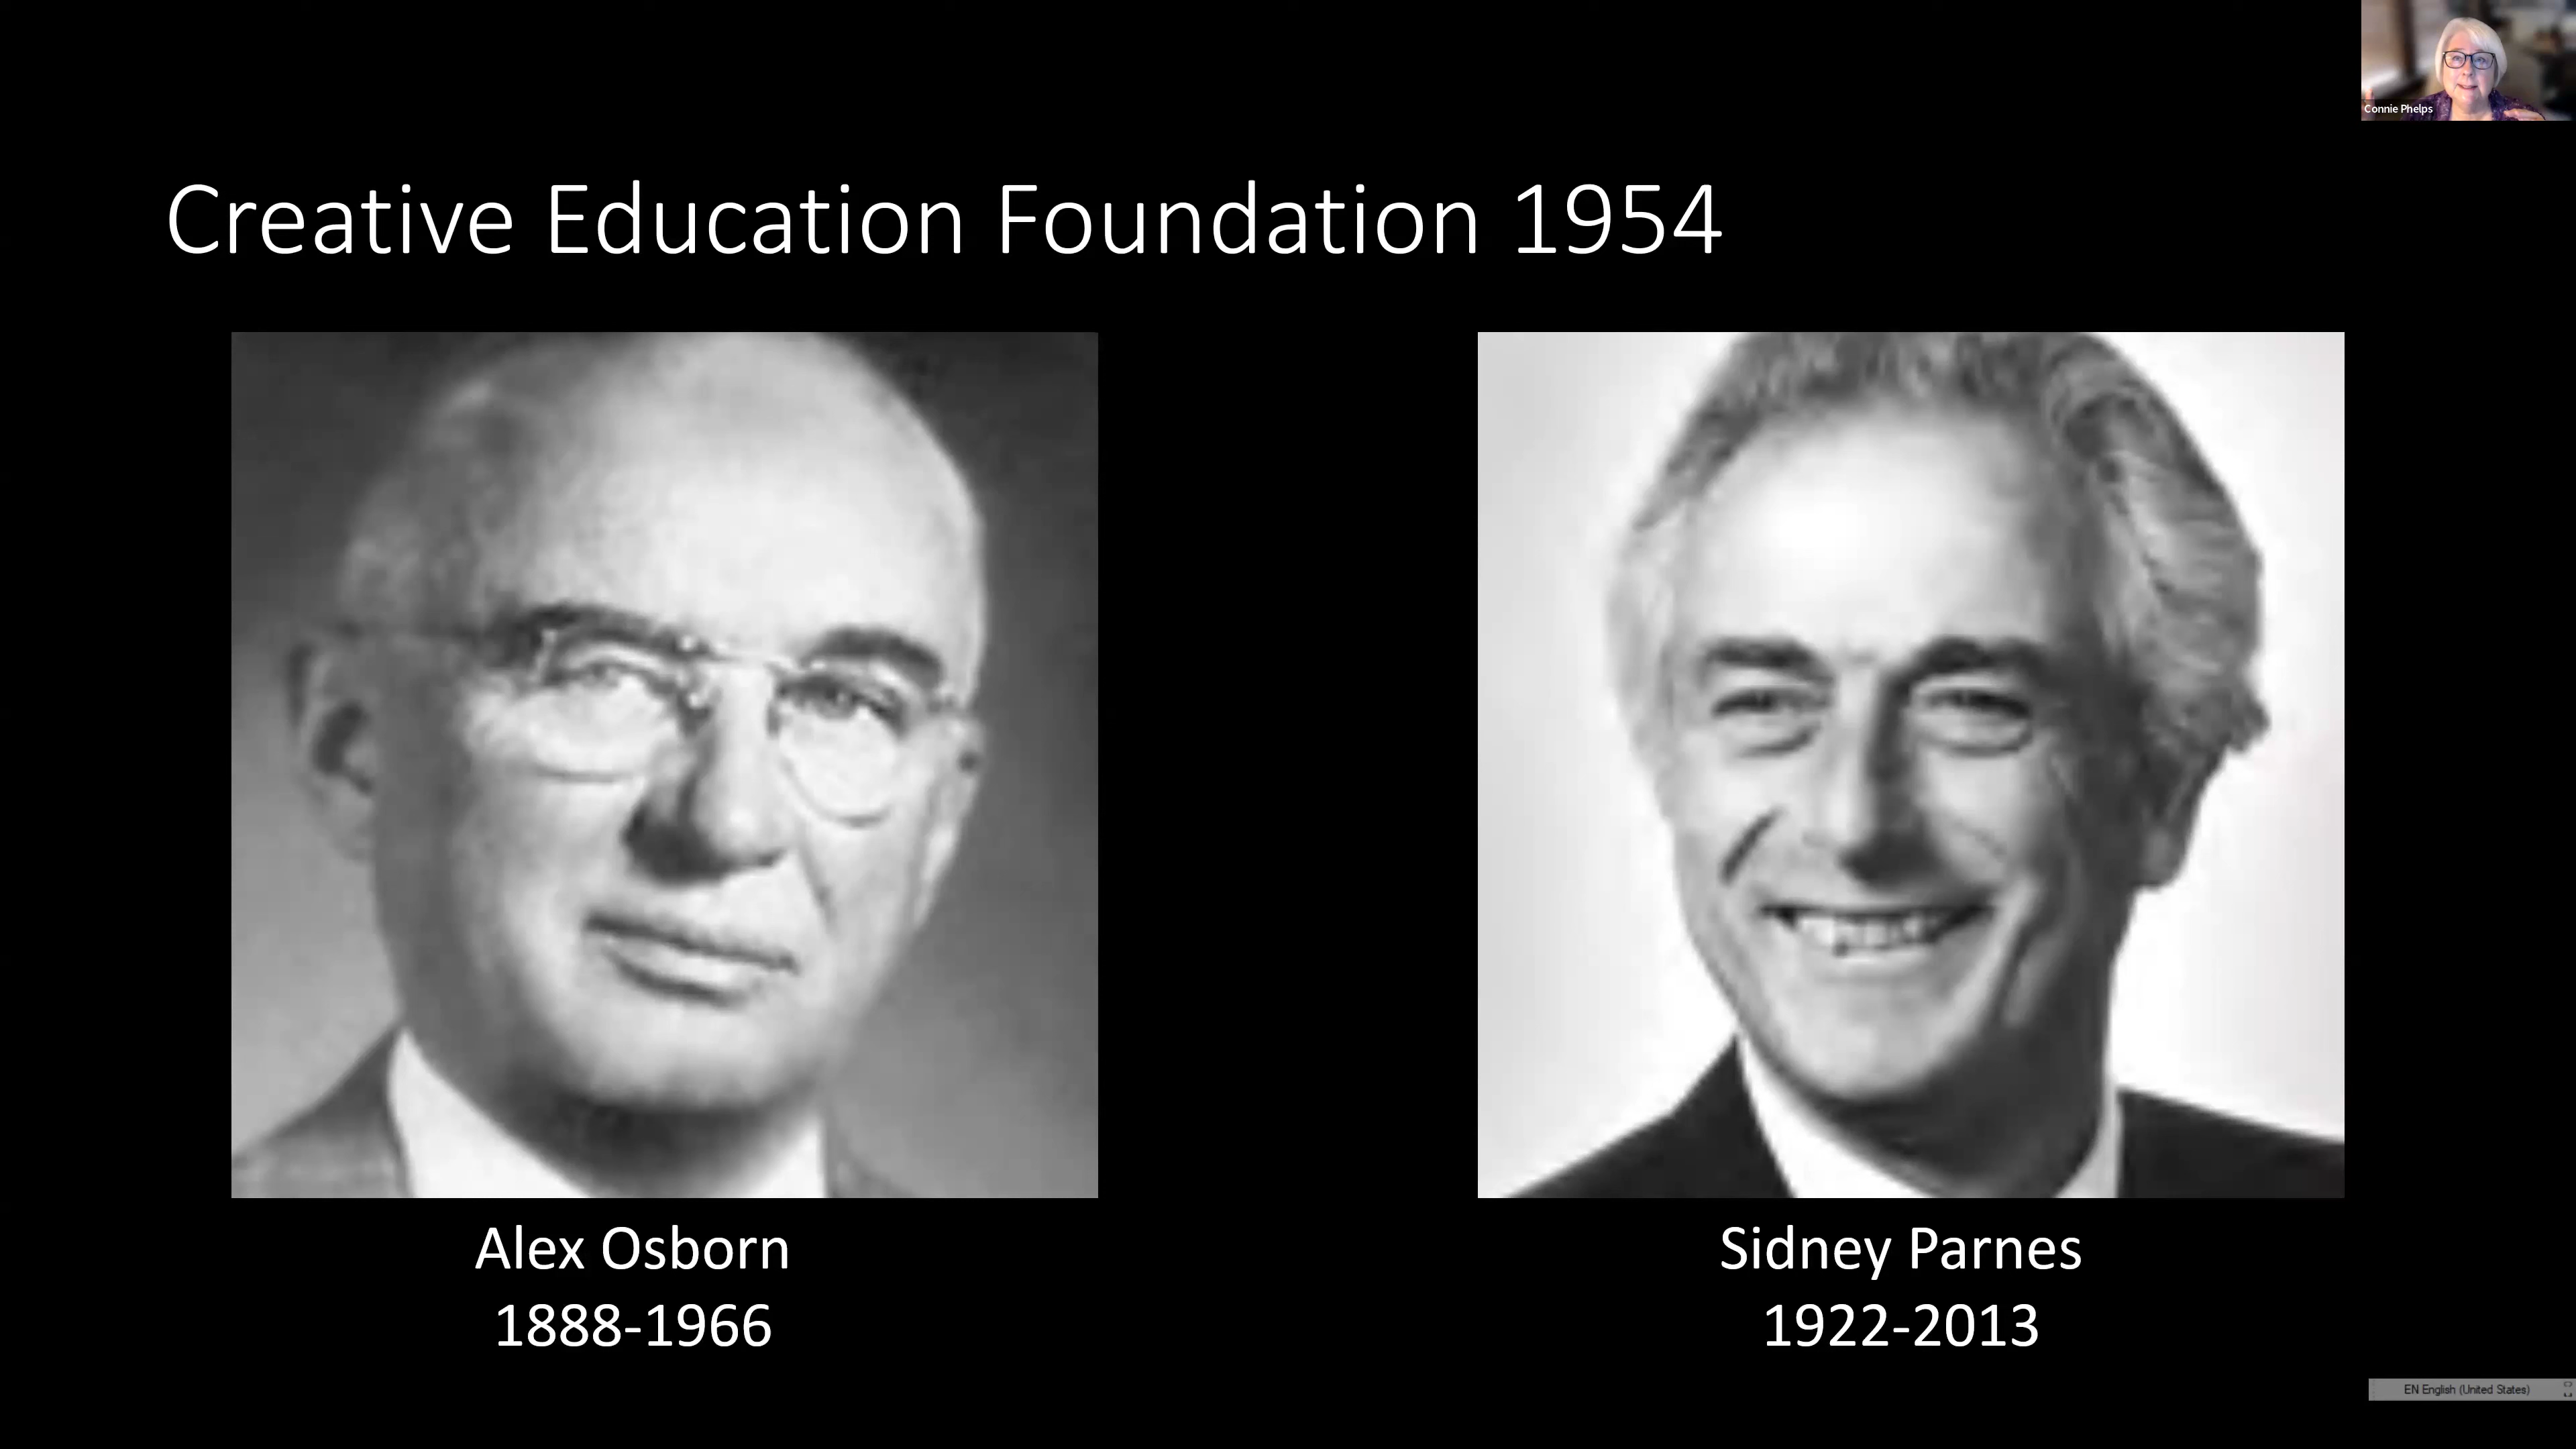 Connie Phelps
Creative Education Foundation 1954
Alex Osborn
1888-1966
Sidney Parnes
1922-2013
EN English (United States)